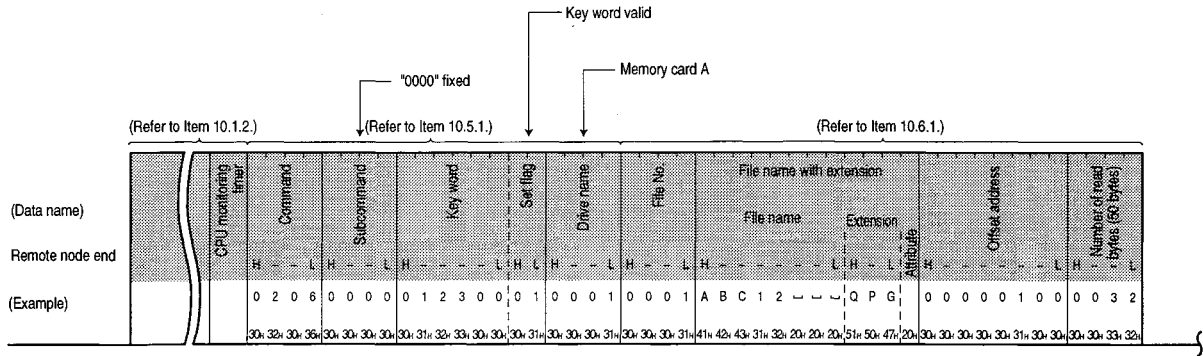 Key word valid
Memory card A
"0000" fixed
(Refer to Item 10.1.2.) (Refer to Item 10.5.1.) (Refer to Item 10.6.1.)
(Data name)
CPU monitoring timer
Command
Subcommand
Key word
Set flag
Drive name
File No.
File name with extension
File name
Extension
Attribute
Offset address
Number of read bytes (50 bytes)
Remote node end
H - - L H - - L H - - - - L H L H - - L H - - L H - - - - - - L H - L H - - - - - - L H - - L
(Example)
0 2 0 6 0 0 0 0 0 1 2 3 0 0 0 1 0 0 0 1 0 0 0 1 A B C 1 2 ␣ ␣ ␣ Q P G 0 0 0 0 0 1 0 0 0 0 3 2
30H 32H 30H 36H 30H 30H 30H 30H 30H 31H 32H 33H 30H 30H 30H 31H 30H 30H 30H 31H 30H 30H 30H 31H 41H 42H 43H 31H 32H 20H 20H 20H 51H 50H 47H 20H 30H 30H 30H 30H 30H 31H 30H 30H 30H 30H 33H 32H